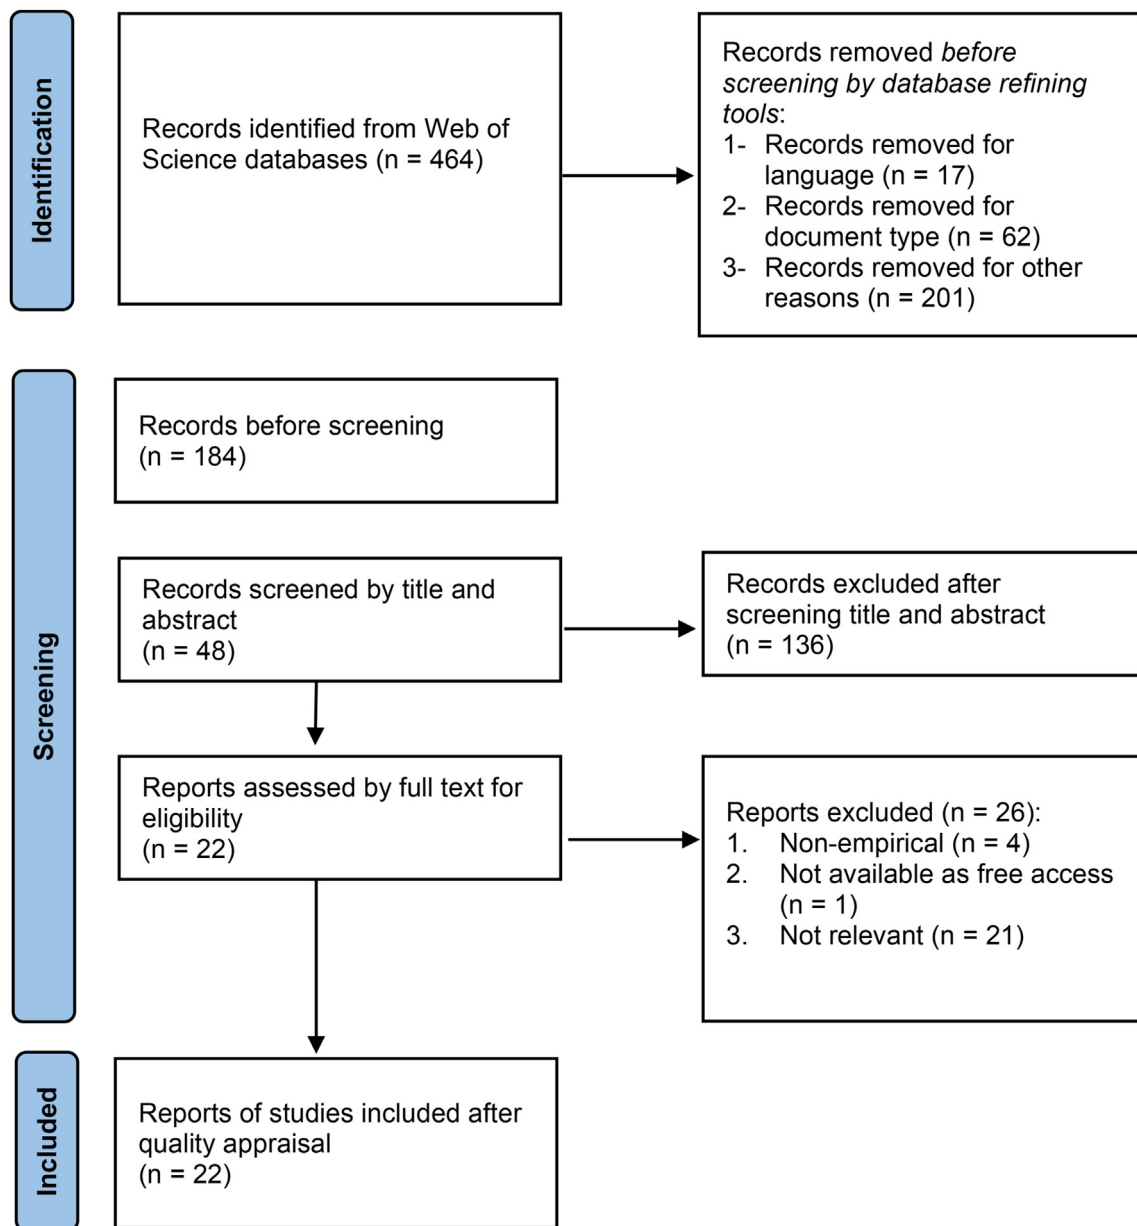 Identification
Records identified from Web of
Science databases (n = 464)
Records removed before
screening by database refining
tools:
1- Records removed for
language (n = 17)
2- Records removed for
document type (n = 62)
3- Records removed for other
reasons (n = 201)
Screening
Records before screening
(n = 184)
Records screened by title and
abstract
(n = 48)
Records excluded after
screening title and abstract
(n = 136)
Reports assessed by full text for
eligibility
(n = 22)
Reports excluded (n = 26):
1. Non-empirical (n = 4)
2. Not available as free access
(n = 1)
3. Not relevant (n = 21)
Included
Reports of studies included after
quality appraisal
(n = 22)